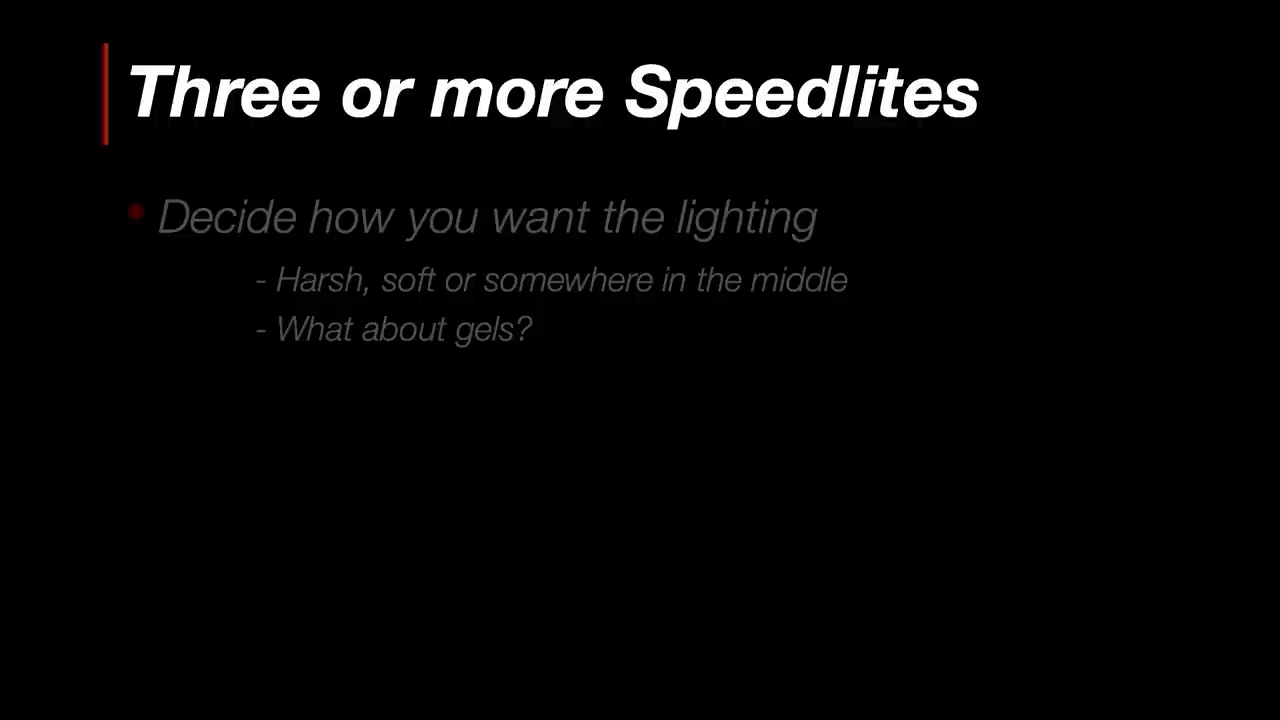 Three or more Speedlites
• Decide how you want the lighting
- Harsh, soft or somewhere in the middle
- What about gels?